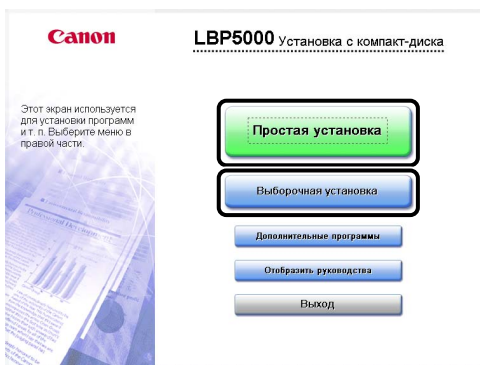 Canon
LBP5000 Установка с компакт-диска
Этот экран используется
для установки программ
и т. п. Выберите меню в
правой части.
Простая установка
Выборочная установка
Дополнительные программы
Отобразить руководства
Выход